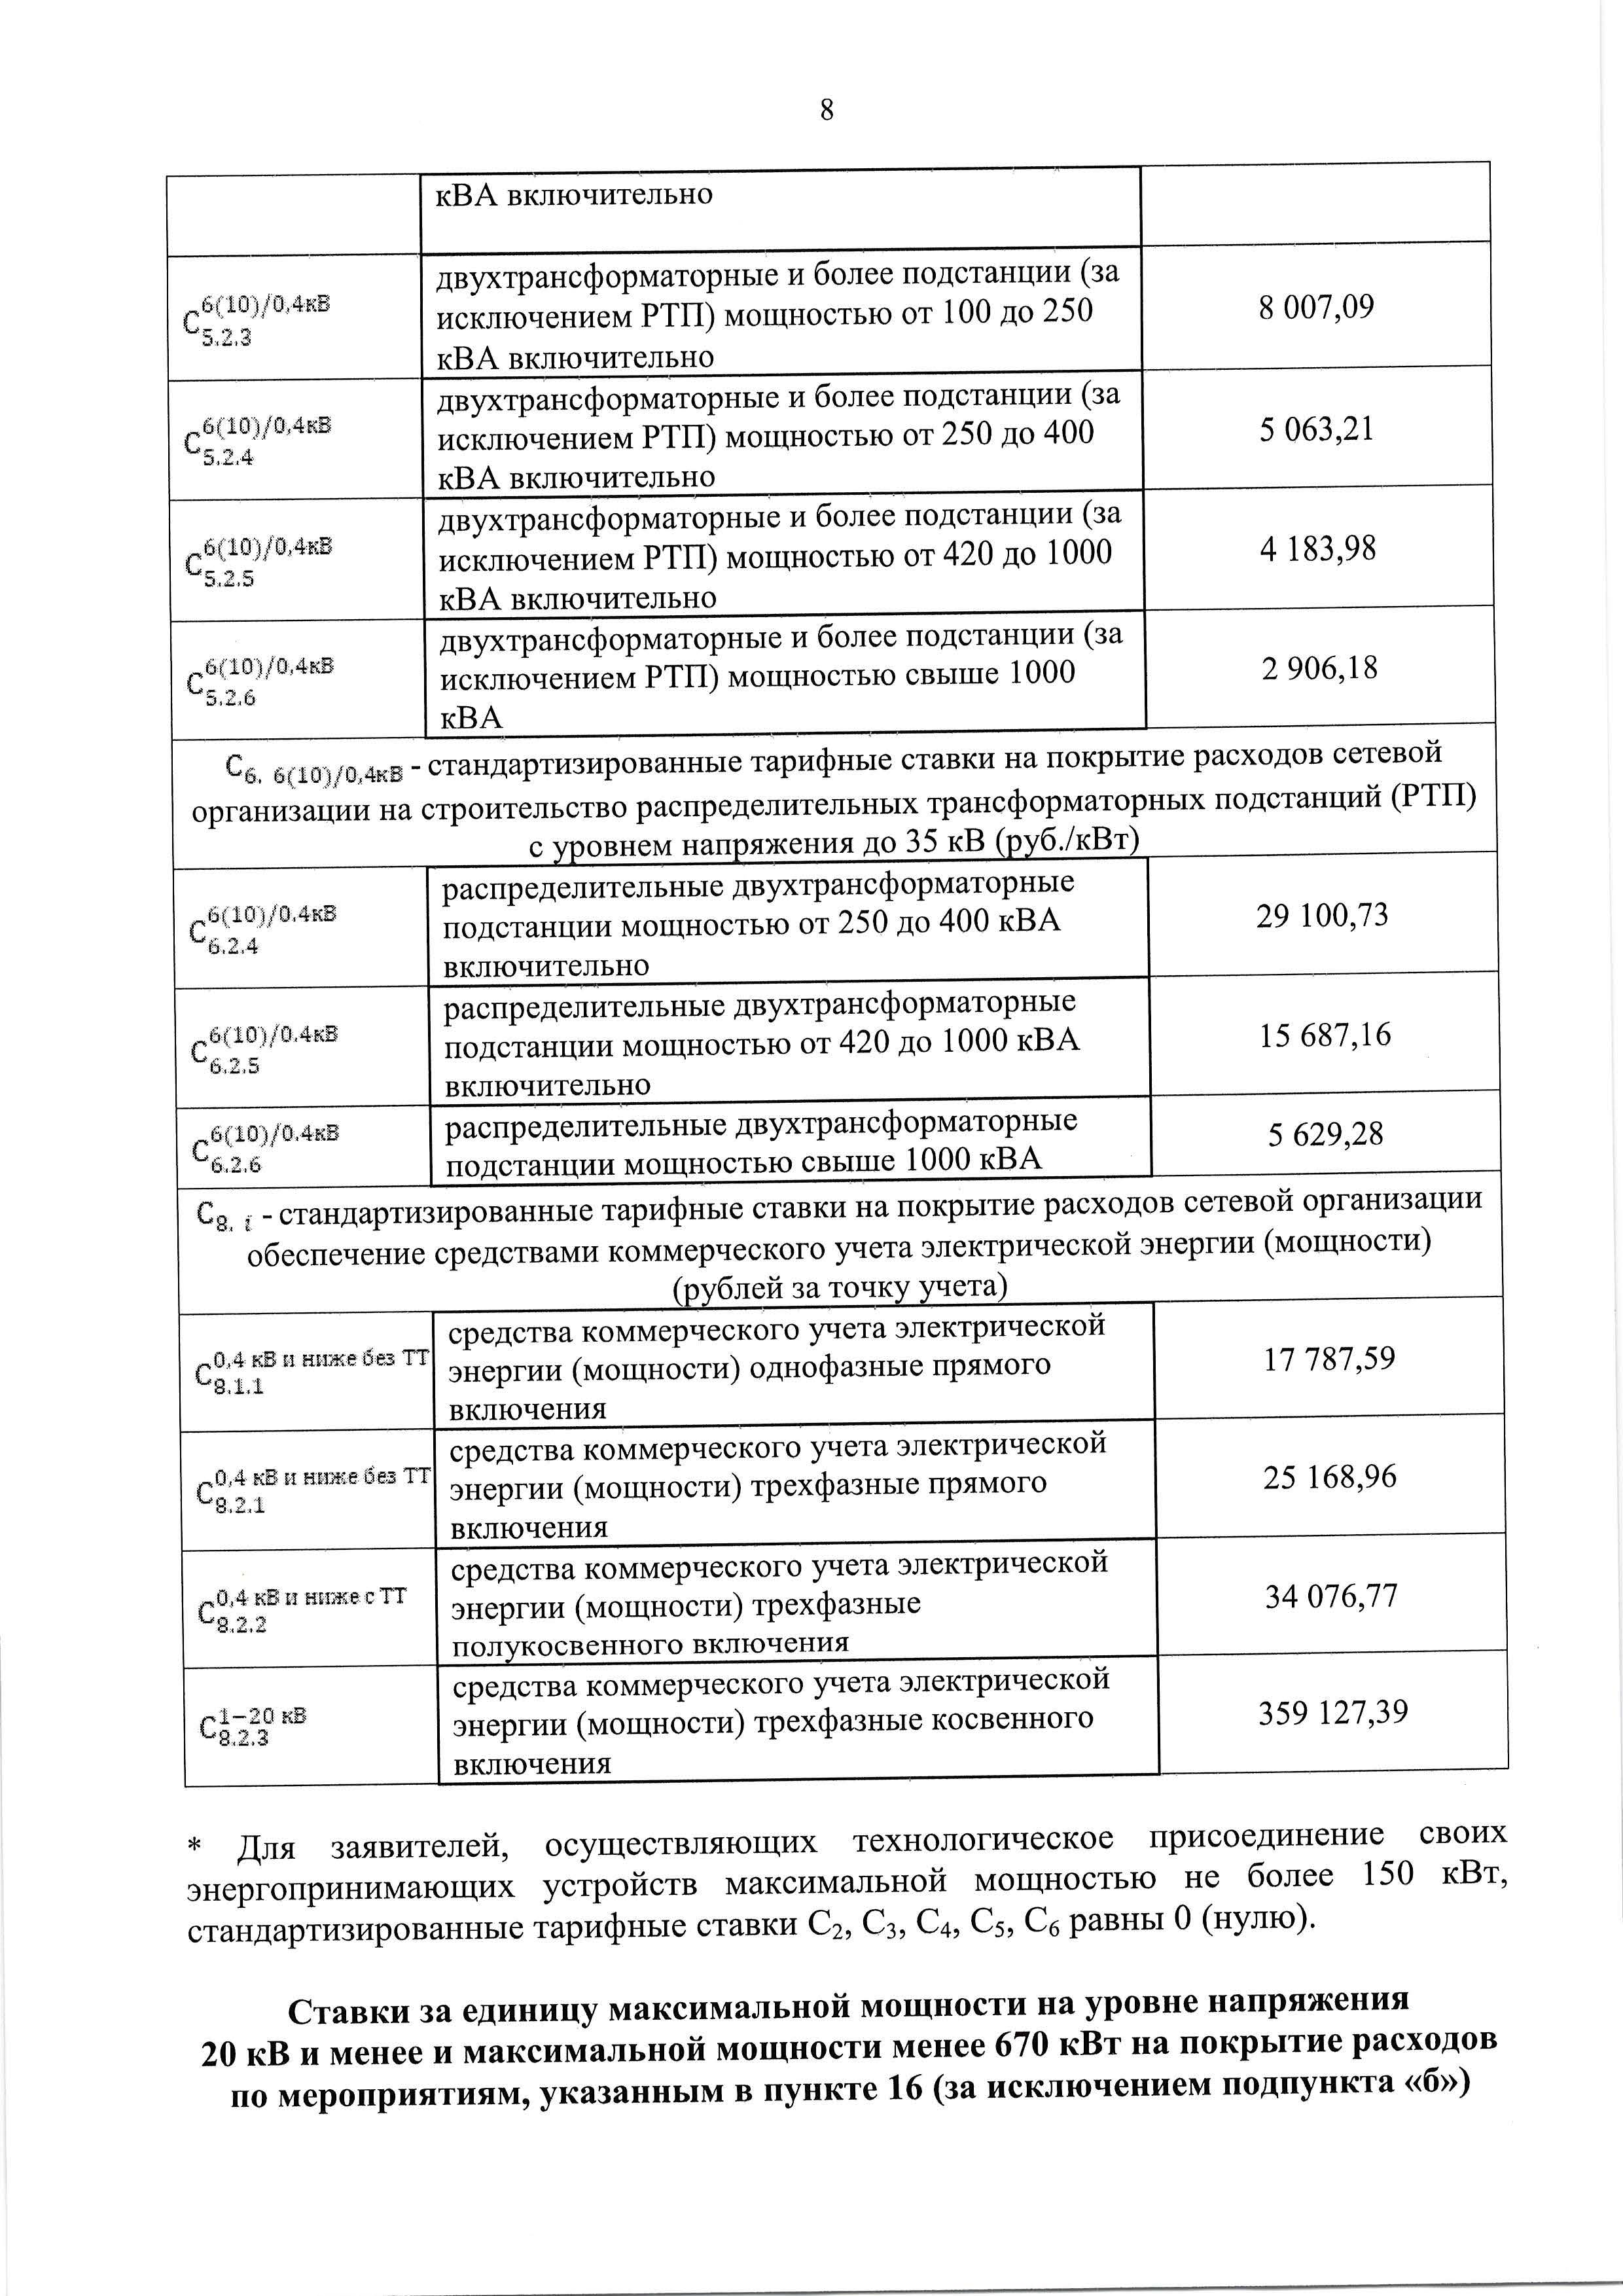 8
кВА включительно
С 6(10)/0,4кВ 5.2.3
двухтрансформаторные и более подстанции (за
исключением РТП) мощностью от 100 до 250
кВА включительно
8 007,09
С 6(10)/0,4кВ 5.2.4
двухтрансформаторные и более подстанции (за
исключением РТП) мощностью от 250 до 400
кВА включительно
5 063,21
С 6(10)/0,4кВ 5.2.5
двухтрансформаторные и более подстанции (за
исключением РТП) мощностью от 420 до 1000
кВА включительно
4 183,98
С 6(10)/0,4кВ 5.2.6
двухтрансформаторные и более подстанции (за
исключением РТП) мощностью свыше 1000
кВА
2 906,18
С6. 6(10)/0,4кВ - стандартизированные тарифные ставки на покрытие расходов сетевой
организации на строительство распределительных трансформаторных подстанций (РТП)
с уровнем напряжения до 35 кВ (руб./кВт)
С 6(10)/0.4кВ 6.2.4
распределительные двухтрансформаторные
подстанции мощностью от 250 до 400 кВА
включительно
29 100,73
С 6(10)/0.4кВ 6.2.5
распределительные двухтрансформаторные
подстанции мощностью от 420 до 1000 кВА
включительно
15 687,16
С 6(10)/0.4кВ 6.2.6
распределительные двухтрансформаторные
подстанции мощностью свыше 1000 кВА
5 629,28
С8. i - стандартизированные тарифные ставки на покрытие расходов сетевой организации
обеспечение средствами коммерческого учета электрической энергии (мощности)
(рублей за точку учета)
С 0,4 кВ и ниже без ТТ 8.1.1
средства коммерческого учета электрической
энергии (мощности) однофазные прямого
включения
17 787,59
С 0,4 кВ и ниже без ТТ 8.2.1
средства коммерческого учета электрической
энергии (мощности) трехфазные прямого
включения
25 168,96
С 0,4 кВ и ниже с ТТ 8.2.2
средства коммерческого учета электрической
энергии (мощности) трехфазные
полукосвенного включения
34 076,77
С 1–20 кВ 8.2.3
средства коммерческого учета электрической
энергии (мощности) трехфазные косвенного
включения
359 127,39
* Для заявителей, осуществляющих технологическое присоединение своих
энергопринимающих устройств максимальной мощностью не более 150 кВт,
стандартизированные тарифные ставки С2, С3, С4, С5, С6 равны 0 (нулю).
Ставки за единицу максимальной мощности на уровне напряжения
20 кВ и менее и максимальной мощности менее 670 кВт на покрытие расходов
по мероприятиям, указанным в пункте 16 (за исключением подпункта «б»)